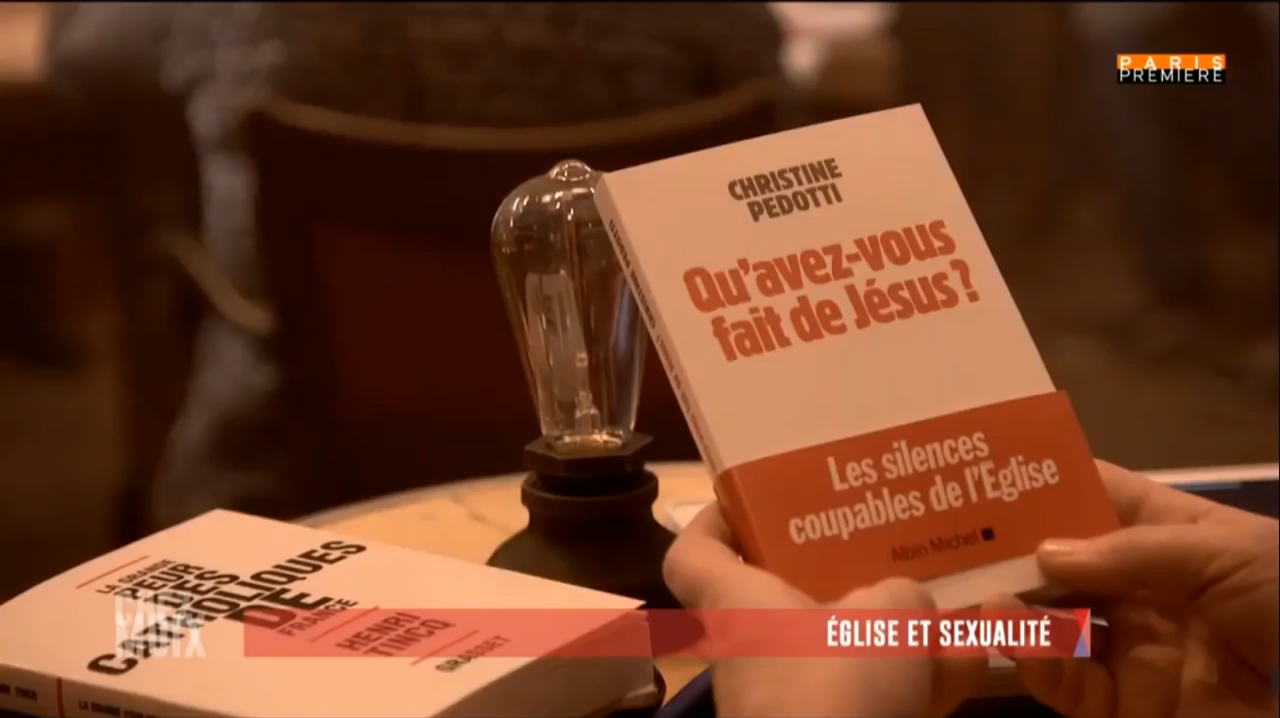 PARIS
PREMIERE
CHRISTINE
PEDOTTI
Qu'avez-vous
fait de Jésus ?
Les silences
coupables de l'Eglise
Albin Michel
LA GRANDE
PEUR
DES
CATHOLIQUES
DE
FRANCE
HENRI
TINCQ
GRASSET
ÉGLISE ET SEXUALITÉ